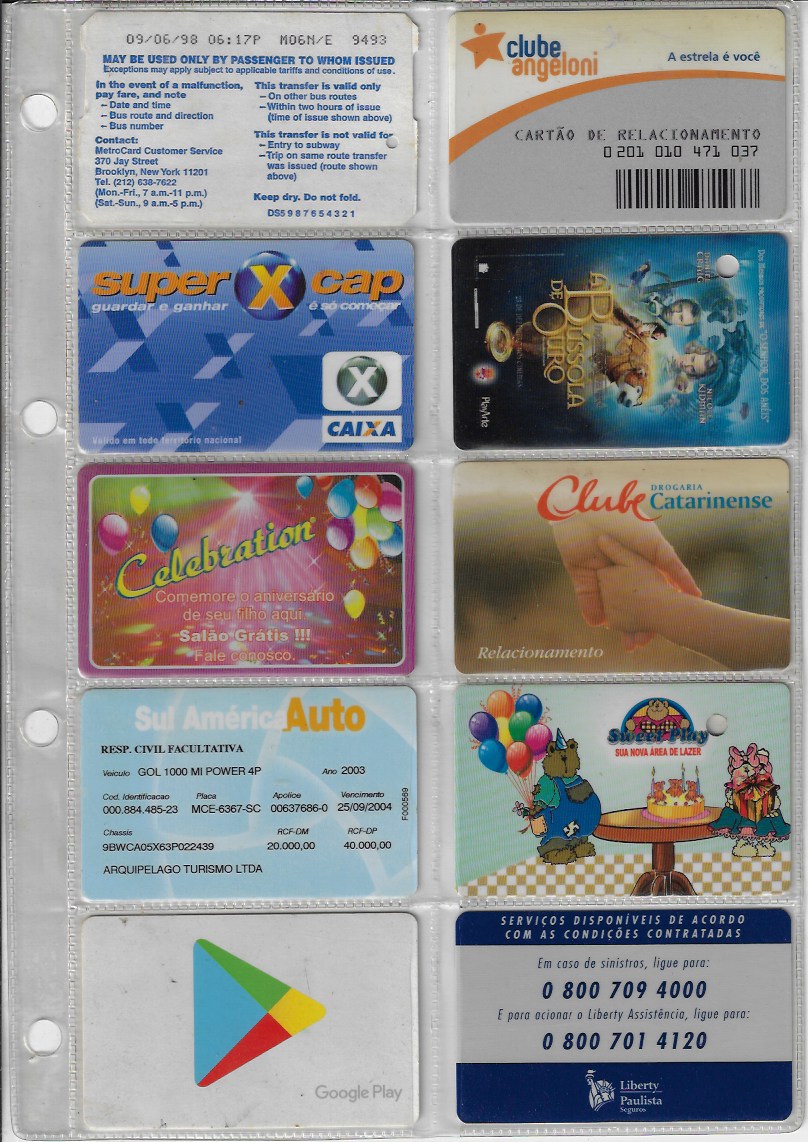 09/06/98 06:17P M06N/E 9493
MAY BE USED ONLY BY PASSENGER TO WHOM ISSUED
Exceptions may apply subject to applicable tariffs and conditions of use.
In the event of a malfunction,
pay fare, and note
– Date and time
– Bus route and direction
– Bus number
Contact:
MetroCard Customer Service
370 Jay Street
Brooklyn, New York 11201
Tel. (212) 638-7622
(Mon.-Fri., 7 a.m.-11 p.m.)
(Sat.-Sun., 9 a.m.-5 p.m.)
This transfer is valid only
– On other bus routes
– Within two hours of issue
(time of issue shown above)
This transfer is not valid for
– Entry to subway
– Trip on same route transfer
was issued (route shown
above)
Keep dry. Do not fold.
DS5987654321
clube
angeloni
A estrela é você
CARTÃO DE RELACIONAMENTO
0 201 010 471 037
super X cap
guardar e ganhar é só começar
X
CAIXA
Válido em todo território nacional
A BÚSSOLA
DE OURO
NICOLE
KIDMAN
PlayArte
Celebration
Comemore o aniversário
de seu filho aqui.
Salão Grátis !!!
Fale conosco.
Clube DROGARIA
Catarinense
Relacionamento
Sul América Auto
RESP. CIVIL FACULTATIVA
Veiculo GOL 1000 MI POWER 4P Ano 2003
Cod. Identificacao Placa Apolice Vencimento
000.884.485-23 MCE-6367-SC 00637686-0 25/09/2004
Chassis RCF-DM RCF-DP
9BWCA05X63P022439 20.000,00 40.000,00
ARQUIPELAGO TURISMO LTDA
F000569
Sweet Play
SUA NOVA ÁREA DE LAZER
Google Play
SERVIÇOS DISPONÍVEIS DE ACORDO
COM AS CONDIÇÕES CONTRATADAS
Em caso de sinistros, ligue para:
0 800 709 4000
E para acionar o Liberty Assistência, ligue para:
0 800 701 4120
Liberty
Paulista
Seguros